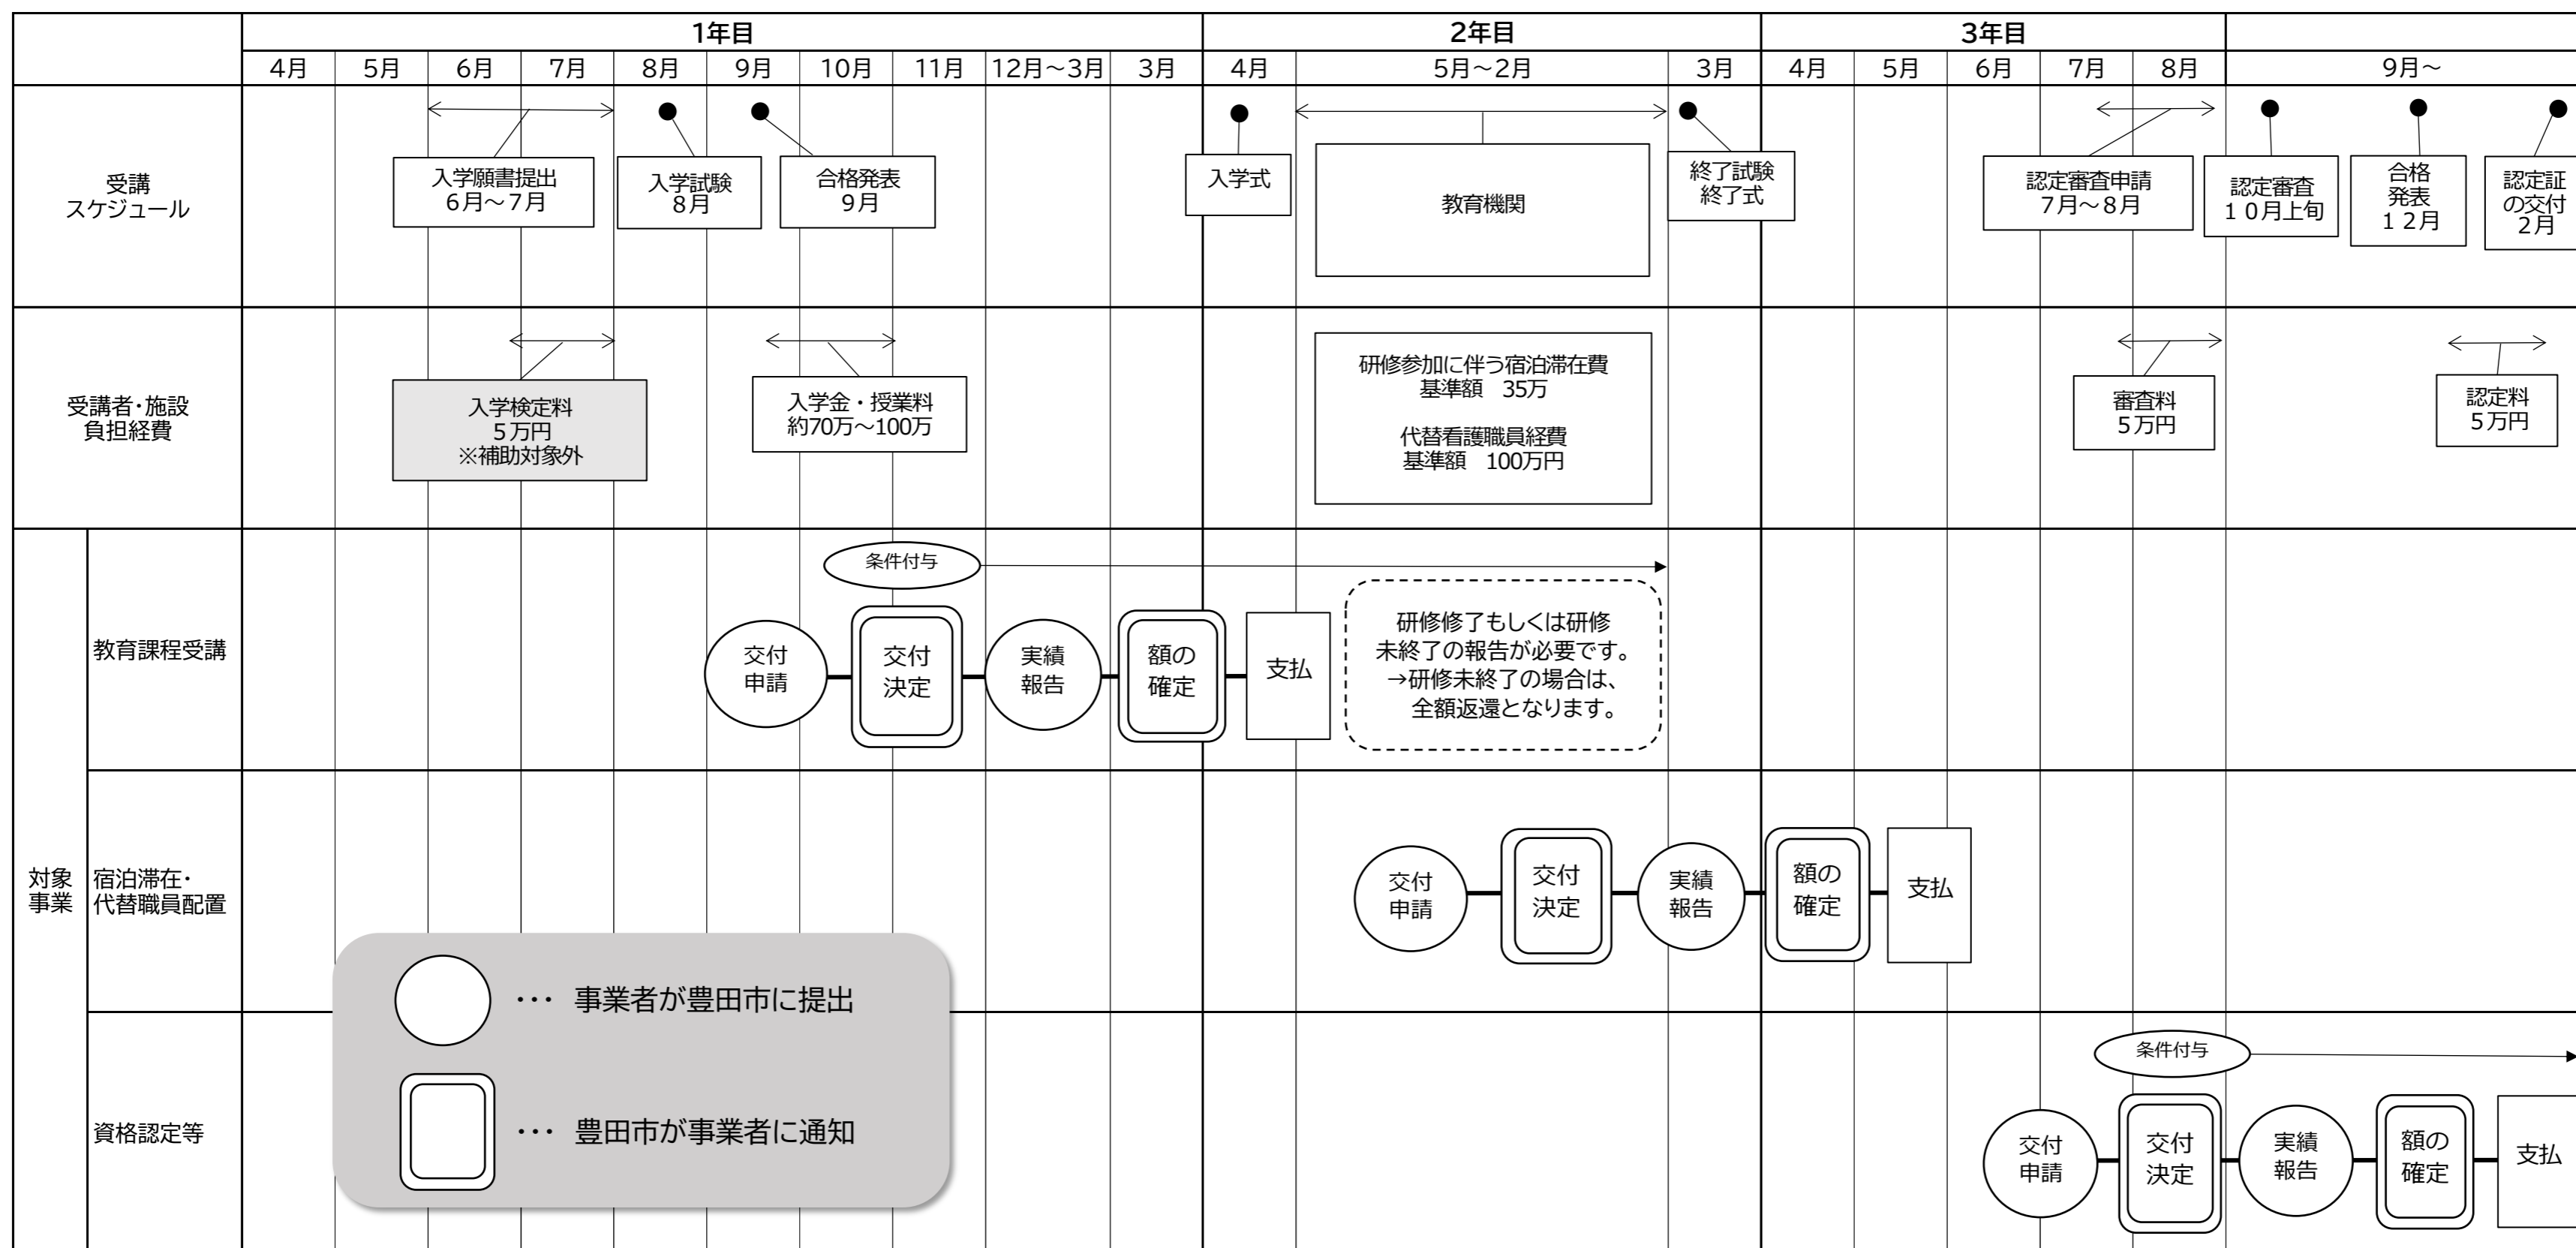 1年目
2年目
3年目
4月
5月
6月
7月
8月
9月
10月
11月
12月～3月
3月
4月
5月～2月
3月
4月
5月
6月
7月
8月
9月～
受講
スケジュール
入学願書提出
６月～７月
入学試験
８月
合格発表
９月
入学式
教育機関
終了試験
終了式
認定審査申請
７月～８月
認定審査
１０月上旬
合格
発表
１２月
認定証
の交付
２月
受講者・施設
負担経費
入学検定料
５万円
※補助対象外
入学金・授業料
約70万～100万
研修参加に伴う宿泊滞在費
基準額　35万
代替看護職員経費
基準額　100万円
審査料
５万円
認定料
５万円
対象
事業
教育課程受講
条件付与
交付
申請
交付
決定
実績
報告
額の
確定
支払
研修修了もしくは研修
未終了の報告が必要です。
→研修未終了の場合は、
全額返還となります。
宿泊滞在・
代替職員配置
交付
申請
交付
決定
実績
報告
額の
確定
支払
資格認定等
条件付与
交付
申請
交付
決定
実績
報告
額の
確定
支払
… 事業者が豊田市に提出
… 豊田市が事業者に通知